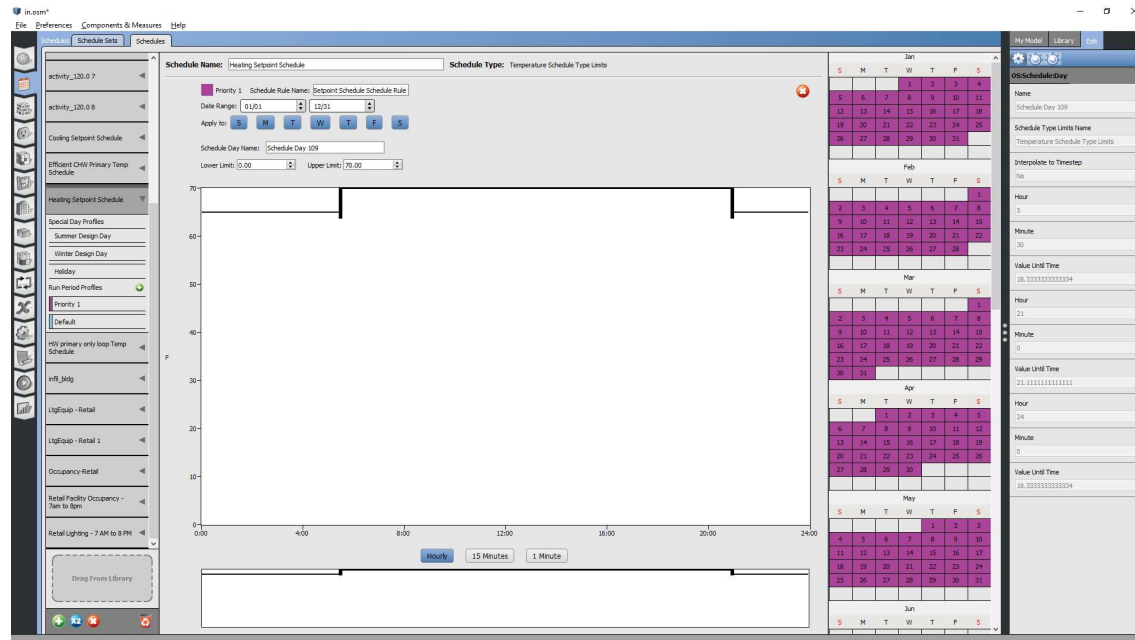 in.osm*
File Preferences Components & Measures Help
Schedules Schedule Sets Schedules
activity_120.0 7
activity_120.0 8
Cooling Setpoint Schedule
Efficient CHW Primary Temp
Schedule
Heating Setpoint Schedule
Special Day Profiles
Summer Design Day
Winter Design Day
Holiday
Run Period Profiles
Priority 1
Default
HW primary only loop Temp
Schedule
infil_bldg
LtgEquip - Retail
LtgEquip - Retail 1
Occupancy-Retail
Retail Facility Occupancy -
7am to 8pm
Retail Lighting - 7 AM to 8 PM
Drag From Library
X2
Schedule Name: Heating Setpoint Schedule Schedule Type: Temperature Schedule Type Limits
Priority 1 Schedule Rule Name: Setpoint Schedule Schedule Rule
Date Range: 01/01 12/31
Apply to: S M T W T F S
Schedule Day Name: Schedule Day 109
Lower Limit: 0.00 Upper Limit: 70.00
70
60
50
40
F
30
20
10
0
0:00 4:00 8:00 12:00 16:00 20:00 24:00
Hourly 15 Minutes 1 Minute
Jan
S M T W T F S
1 2 3 4
5 6 7 8 9 10 11
12 13 14 15 16 17 18
19 20 21 22 23 24 25
26 27 28 29 30 31
Feb
S M T W T F S
1
2 3 4 5 6 7 8
9 10 11 12 13 14 15
16 17 18 19 20 21 22
23 24 25 26 27 28
Mar
S M T W T F S
1
2 3 4 5 6 7 8
9 10 11 12 13 14 15
16 17 18 19 20 21 22
23 24 25 26 27 28 29
30 31
Apr
S M T W T F S
1 2 3 4 5
6 7 8 9 10 11 12
13 14 15 16 17 18 19
20 21 22 23 24 25 26
27 28 29 30
May
S M T W T F S
1 2 3
4 5 6 7 8 9 10
11 12 13 14 15 16 17
18 19 20 21 22 23 24
25 26 27 28 29 30 31
Jun
S M T W T F S
My Model Library Edit
OS:Schedule:Day
Name
Schedule Day 109
Schedule Type Limits Name
Temperature Schedule Type Limits
Interpolate to Timestep
No
Hour
5
Minute
30
Value Until Time
18.3333333333334
Hour
21
Minute
0
Value Until Time
21.1111111111111
Hour
24
Minute
0
Value Until Time
18.3333333333334